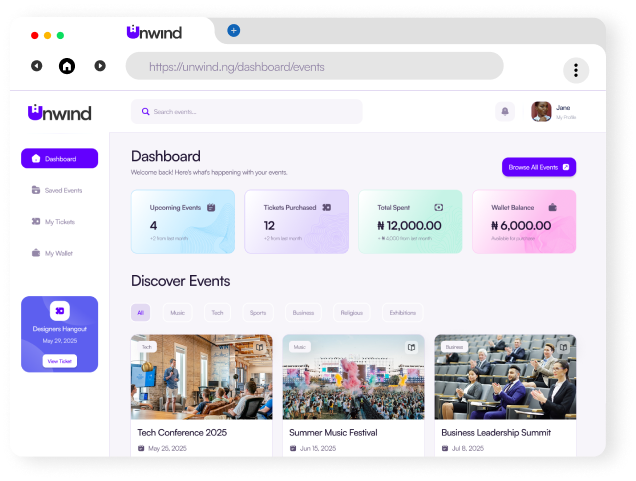 Unwind
https://unwind.ng/dashboard/events
Unwind
Search events...
Jane
My Profile
Dashboard
Saved Events
My Tickets
My Wallet
Designers Hangout
May 29, 2025
View Ticket
Dashboard
Welcome back! Here's what's happening with your events.
Browse All Events
Upcoming Events
4
+2 from last month
Tickets Purchased
12
+2 from last month
Total Spent
₦ 12,000.00
+ ₦ 4,000 from last month
Wallet Balance
₦ 6,000.00
Available for purchase
Discover Events
All
Music
Tech
Sports
Business
Religious
Exhibitions
Tech
Tech Conference 2025
May 25, 2025
Music
Summer Music Festival
Jun 15, 2025
Business
Business Leadership Summit
Jul 8, 2025